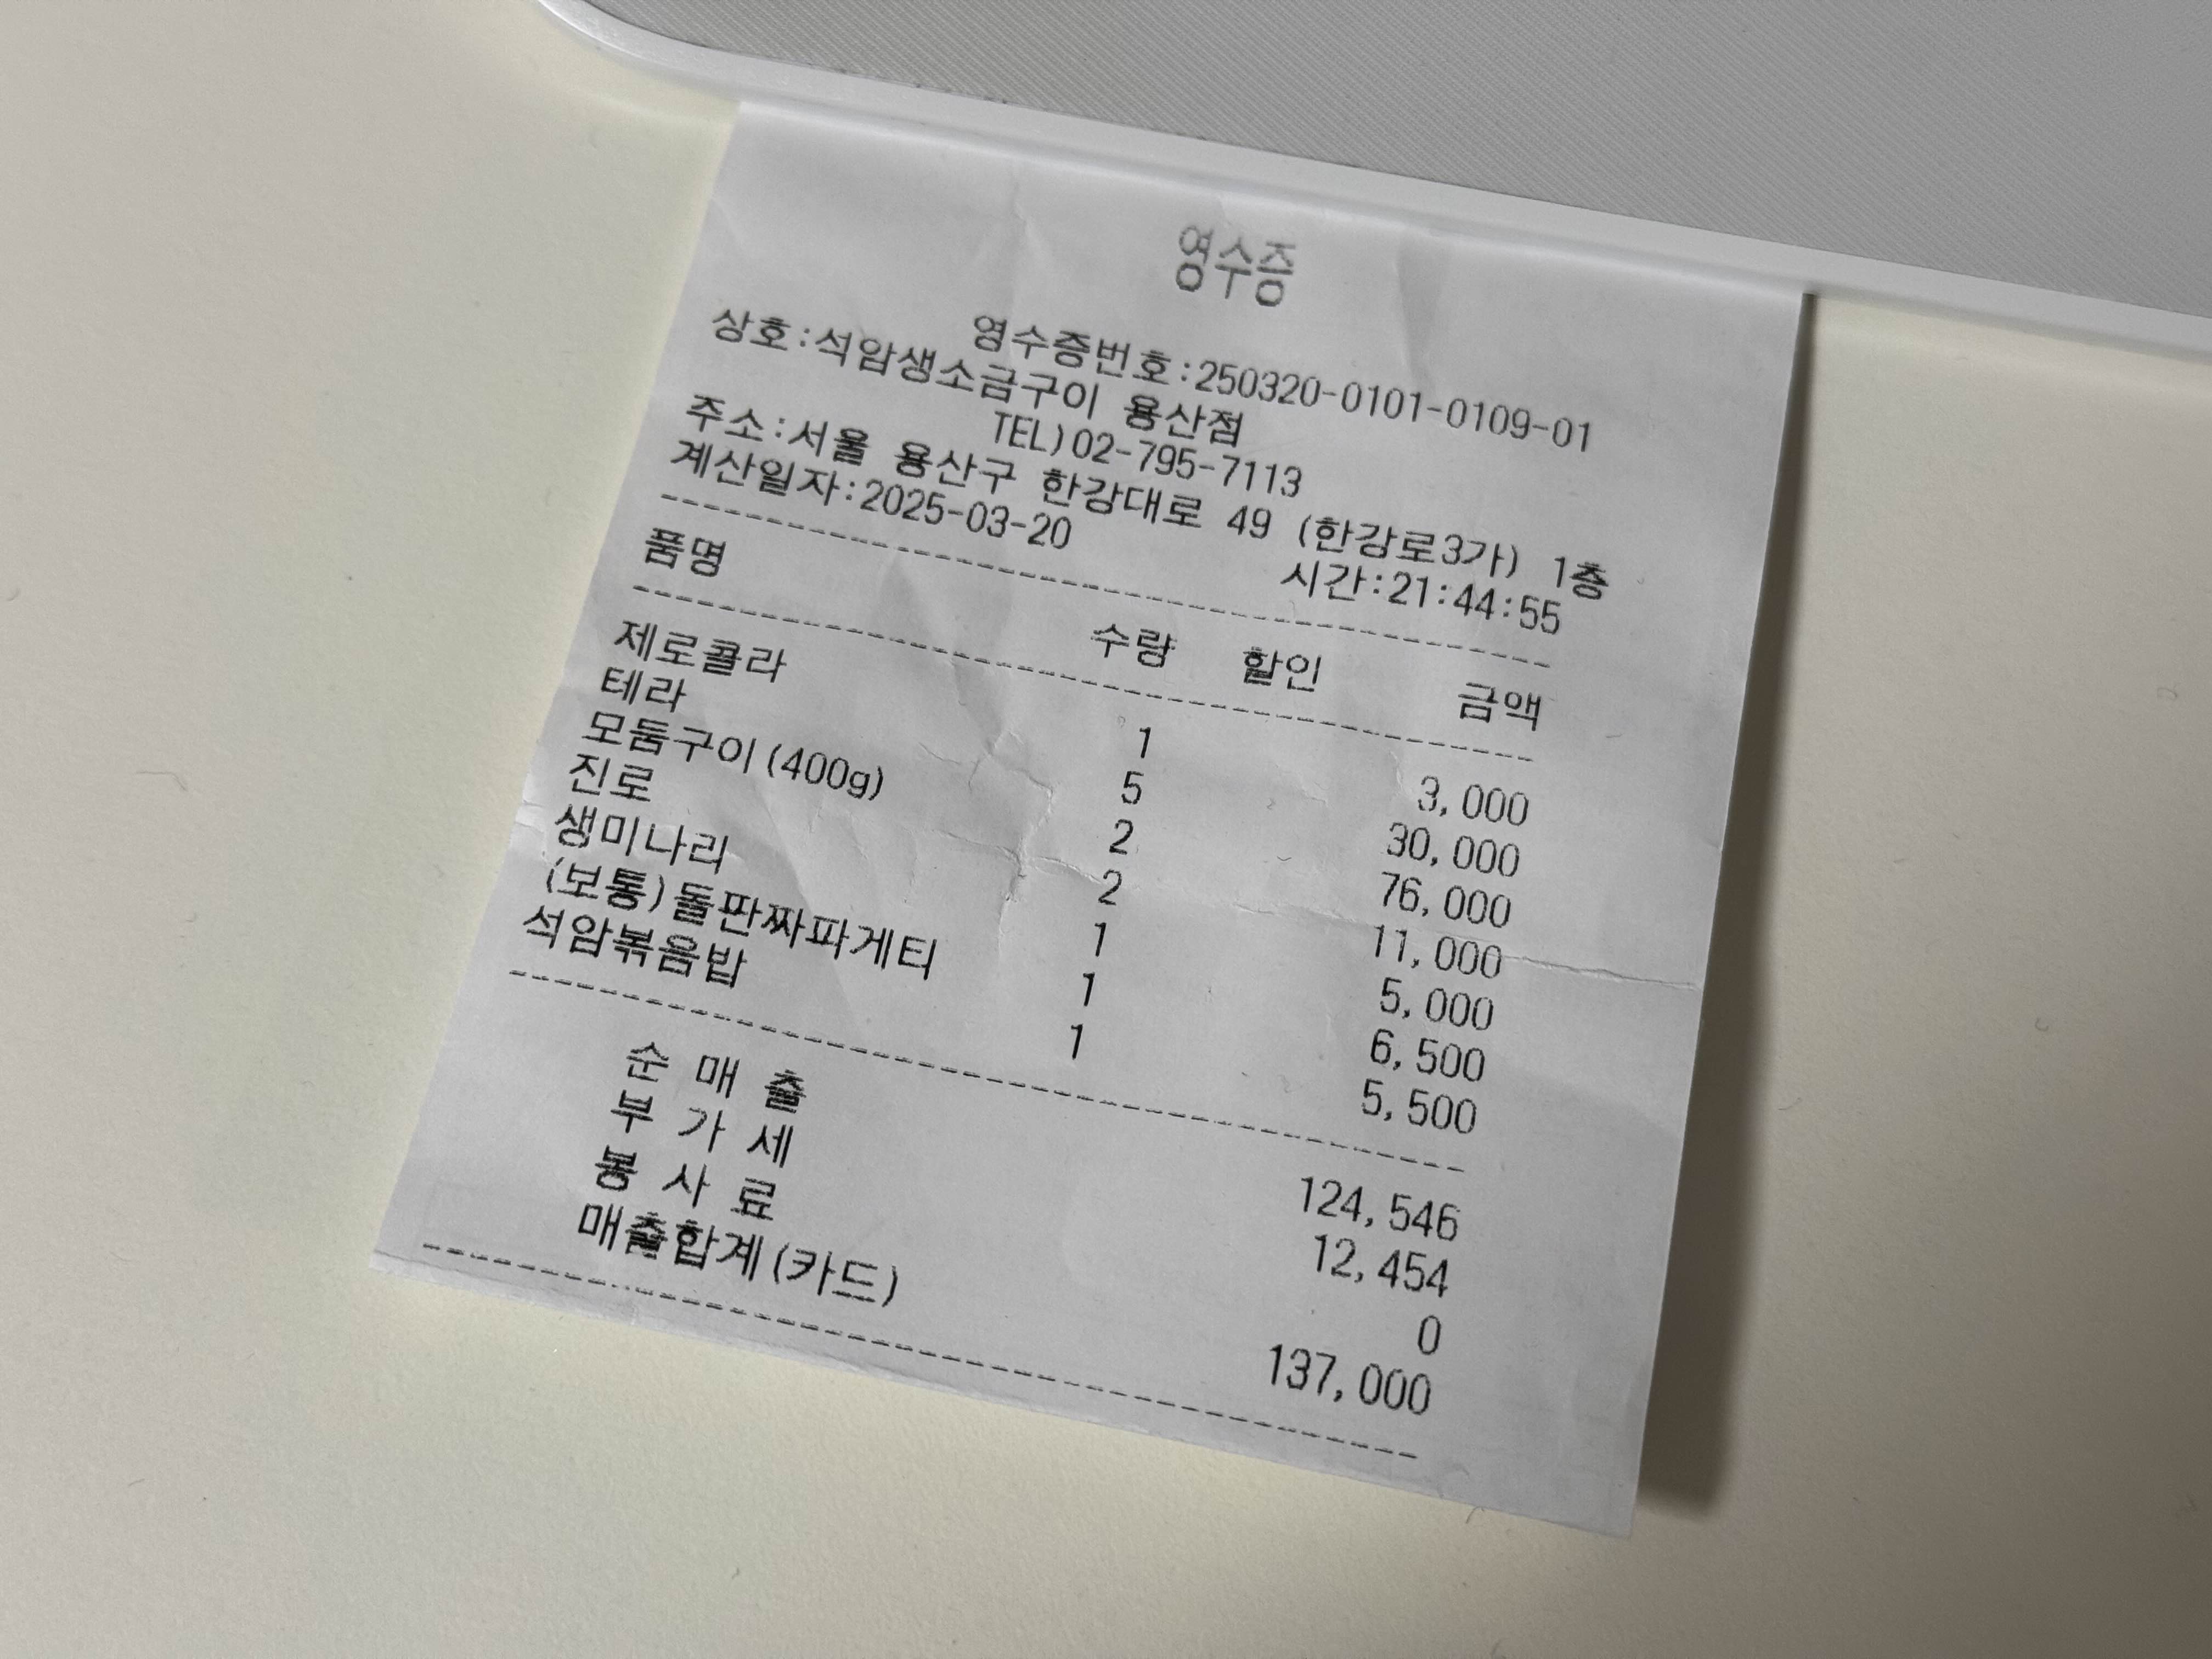 영수증
영수증번호:250320-0101-0109-01
상호:석암생소금구이 용산점
TEL)02-795-7113
주소:서울 용산구 한강대로 49 (한강로3가) 1층
계산일자:2025-03-20 시간:21:44:55
품명 수량 할인 금액
제로콜라 1 3,000
테라 5 30,000
모둠구이(400g) 2 76,000
진로 2 11,000
생미나리 1 5,000
(보통)돌판짜파게티 1 6,500
석암볶음밥 1 5,500
순 매 출 124,546
부 가 세 12,454
봉 사 료 0
매출합계(카드) 137,000